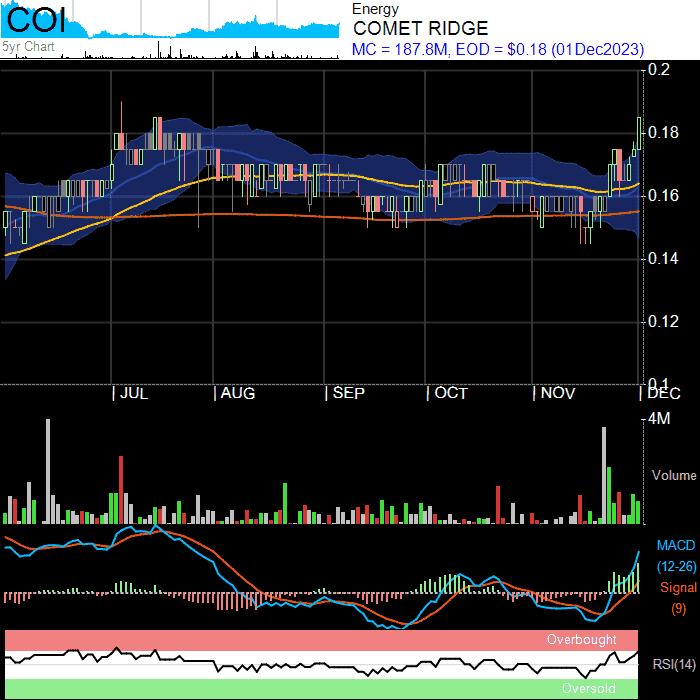 COI
5yr Chart
Energy
COMET RIDGE
MC = 187.8M, EOD = $0.18 (01Dec2023)
0.2
0.18
0.16
0.14
0.12
0.1
JUL AUG SEP OCT NOV DEC
4M
Volume
MACD
(12-26)
Signal
(9)
Overbought
RSI(14)
Oversold